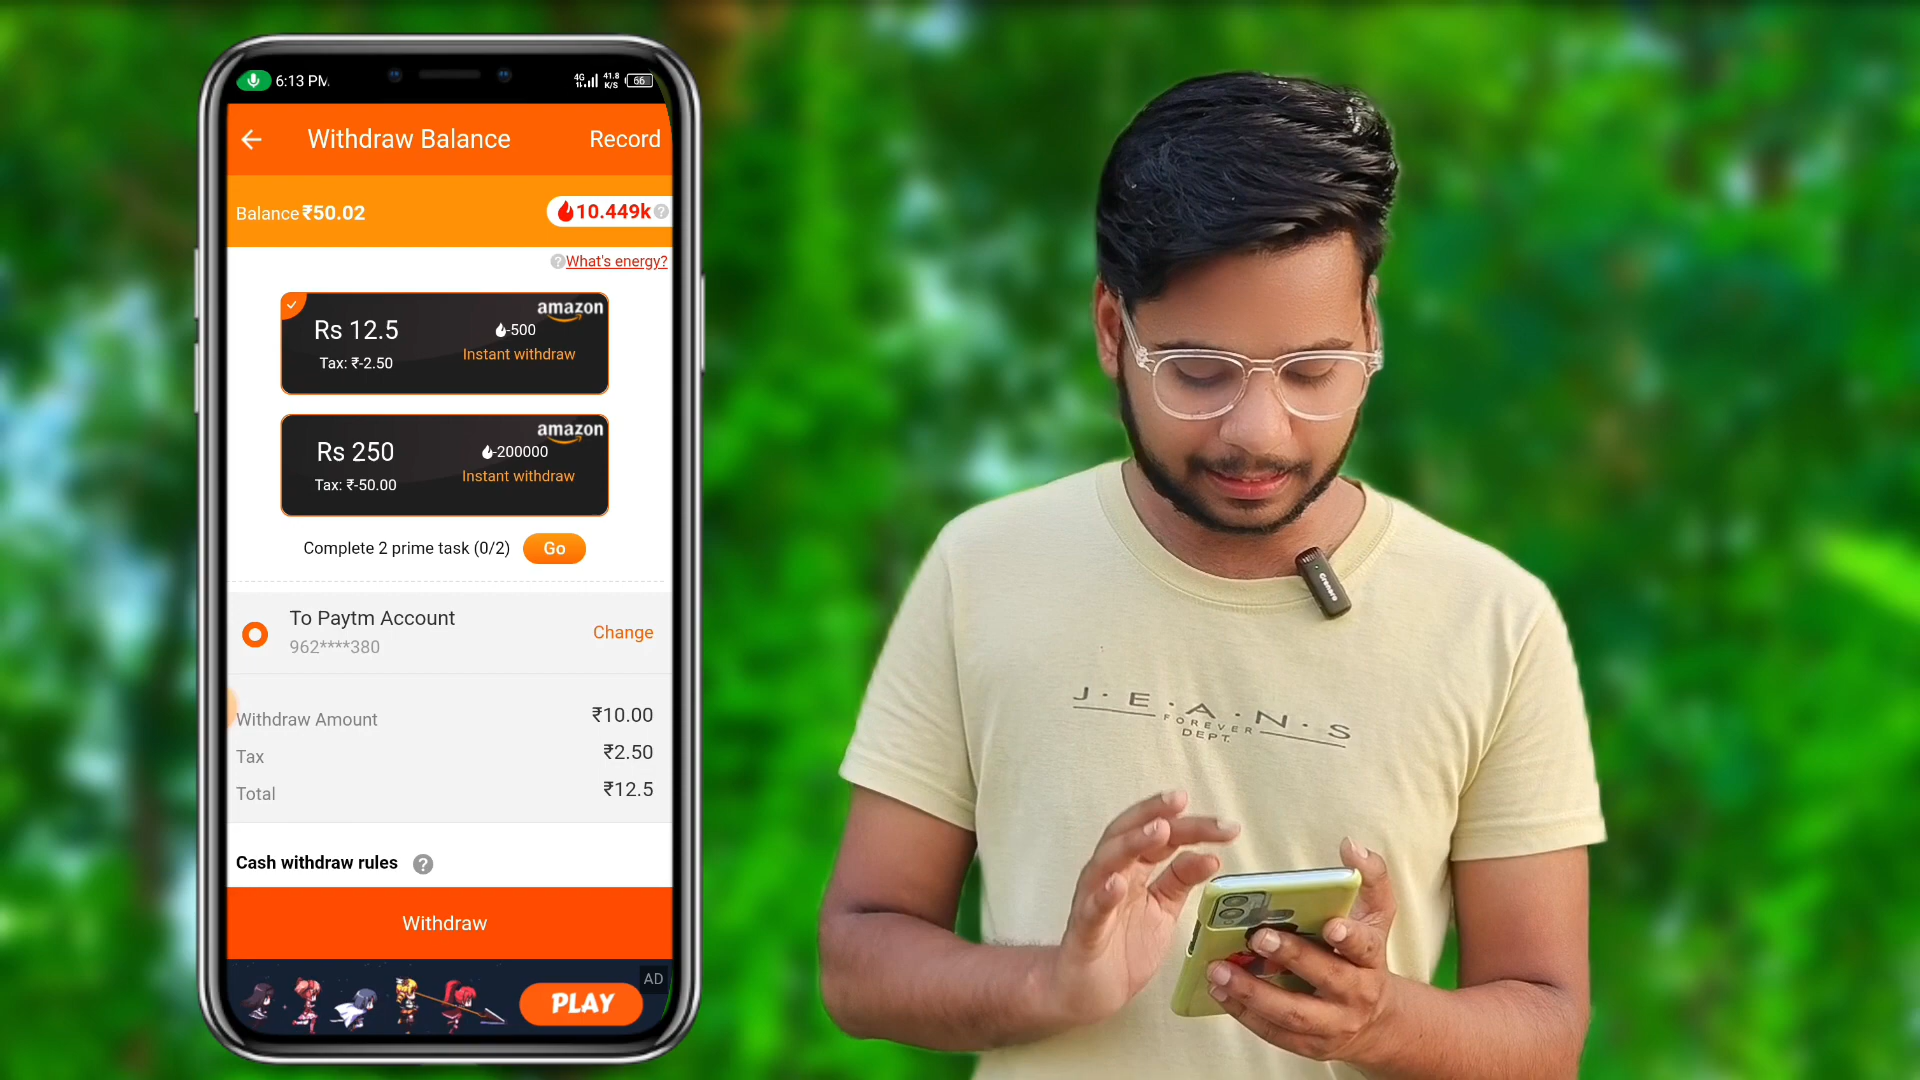 6:13 PM
4G 41.8 K/S 66
Withdraw Balance Record
Balance ₹50.02 10.449k ?
? What's energy?
amazon
Rs 12.5 -500
Tax: ₹-2.50 Instant withdraw
amazon
Rs 250 -200000
Tax: ₹-50.00 Instant withdraw
Complete 2 prime task (0/2) Go
To Paytm Account
962****380
Change
Withdraw Amount ₹10.00
Tax ₹2.50
Total ₹12.5
Cash withdraw rules ?
Withdraw
AD
PLAY
Grenaro
J·E·A·N·S
FOREVER
DEPT.